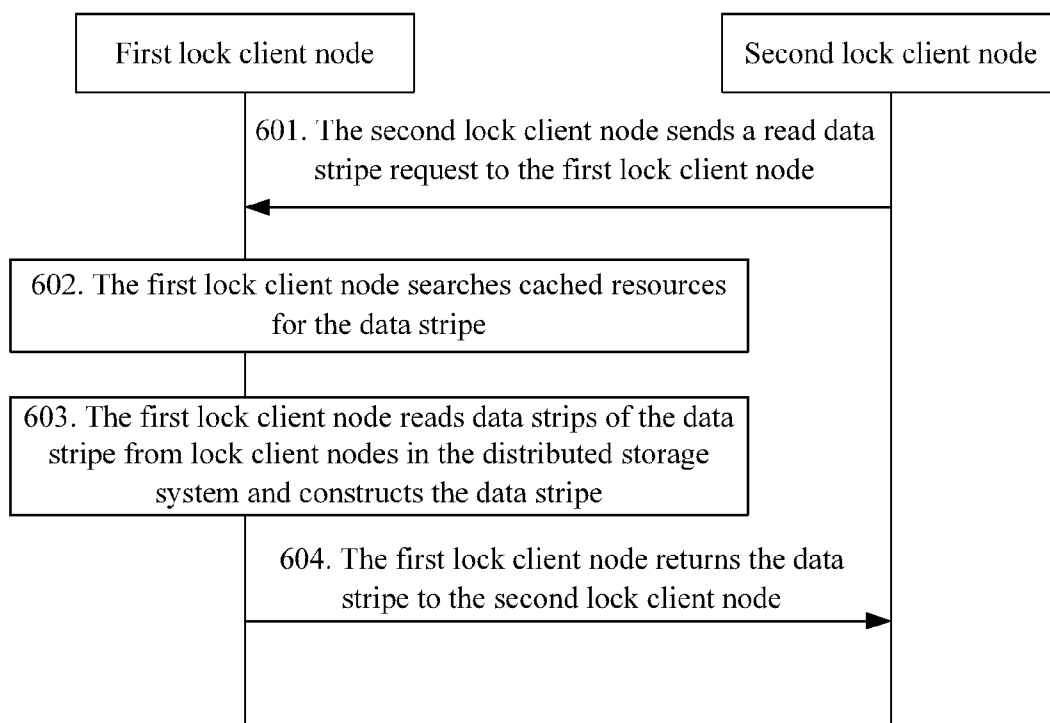 First lock client node
Second lock client node
601. The second lock client node sends a read data
stripe request to the first lock client node
602. The first lock client node searches cached resources
for the data stripe
603. The first lock client node reads data strips of the data
stripe from lock client nodes in the distributed storage
system and constructs the data stripe
604. The first lock client node returns the data
stripe to the second lock client node